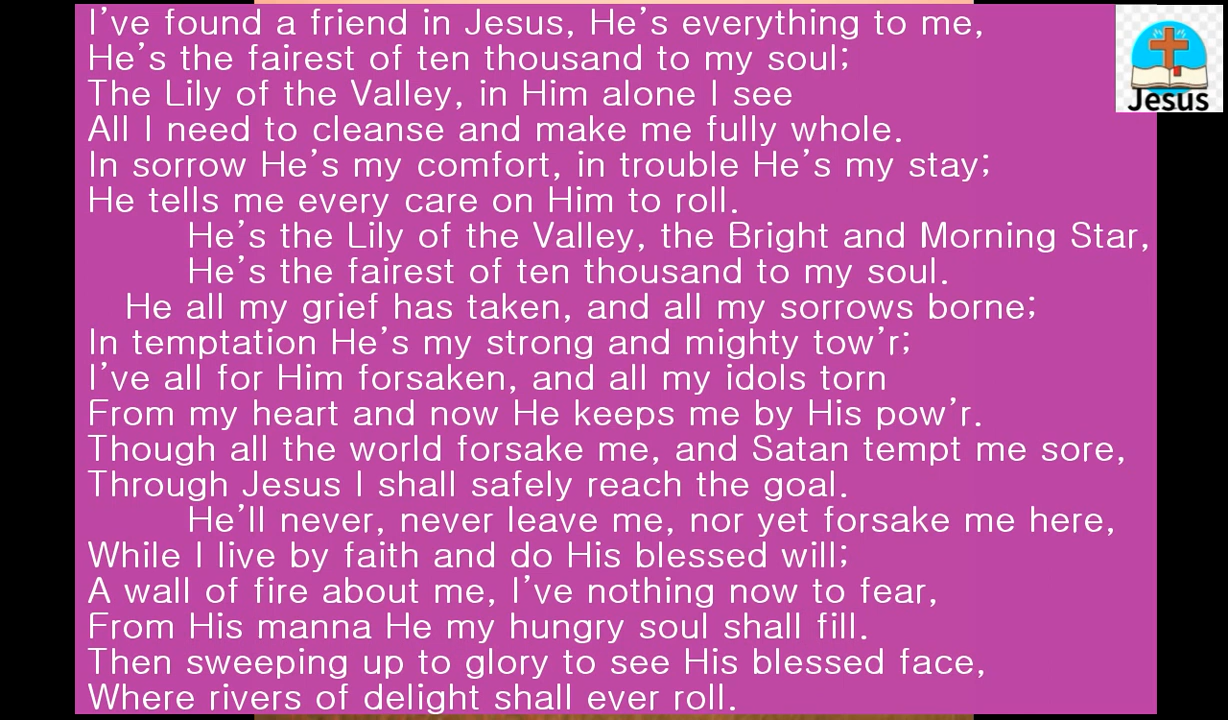 I've found a friend in Jesus, He's everything to me,
He's the fairest of ten thousand to my soul;
The Lily of the Valley, in Him alone I see
All I need to cleanse and make me fully whole.
In sorrow He's my comfort, in trouble He's my stay;
He tells me every care on Him to roll.
He's the Lily of the Valley, the Bright and Morning Star,
He's the fairest of ten thousand to my soul.
He all my grief has taken, and all my sorrows borne;
In temptation He's my strong and mighty tow'r;
I've all for Him forsaken, and all my idols torn
From my heart and now He keeps me by His pow'r.
Though all the world forsake me, and Satan tempt me sore,
Through Jesus I shall safely reach the goal.
He'll never, never leave me, nor yet forsake me here,
While I live by faith and do His blessed will;
A wall of fire about me, I've nothing now to fear,
From His manna He my hungry soul shall fill.
Then sweeping up to glory to see His blessed face,
Where rivers of delight shall ever roll.
Jesus